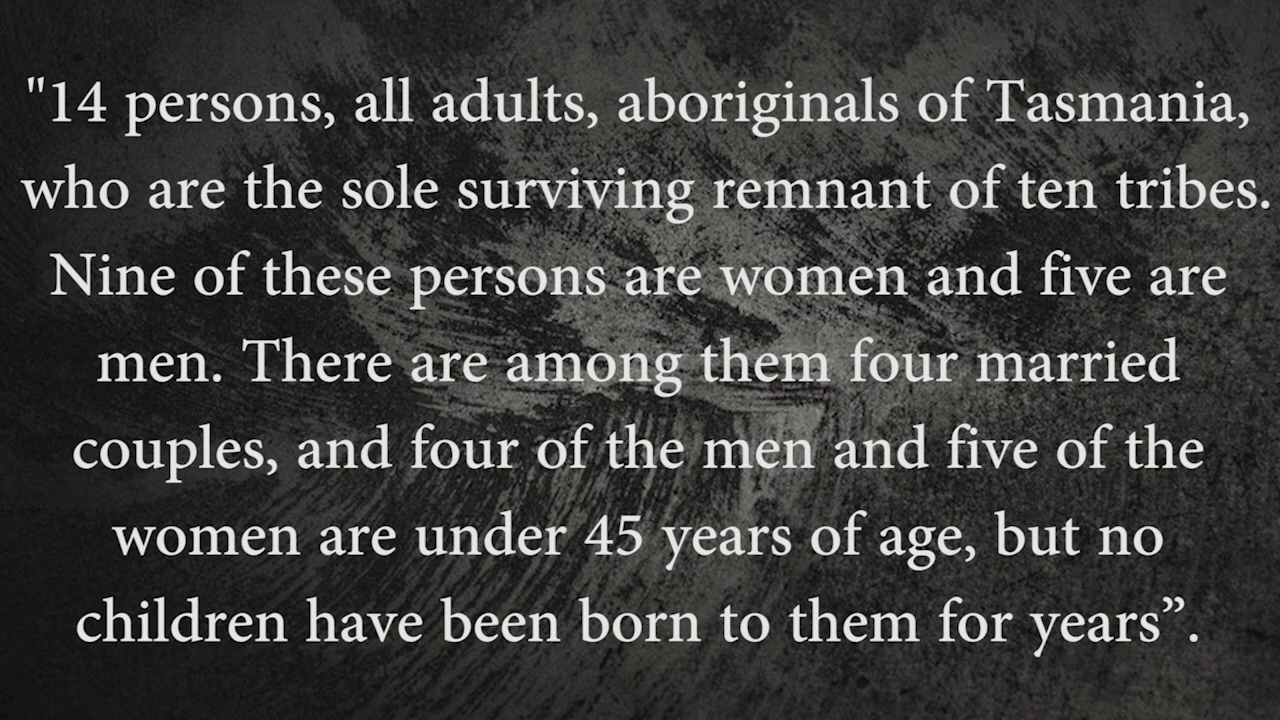 "14 persons, all adults, aboriginals of Tasmania,
who are the sole surviving remnant of ten tribes.
Nine of these persons are women and five are
men. There are among them four married
couples, and four of the men and five of the
women are under 45 years of age, but no
children have been born to them for years”.